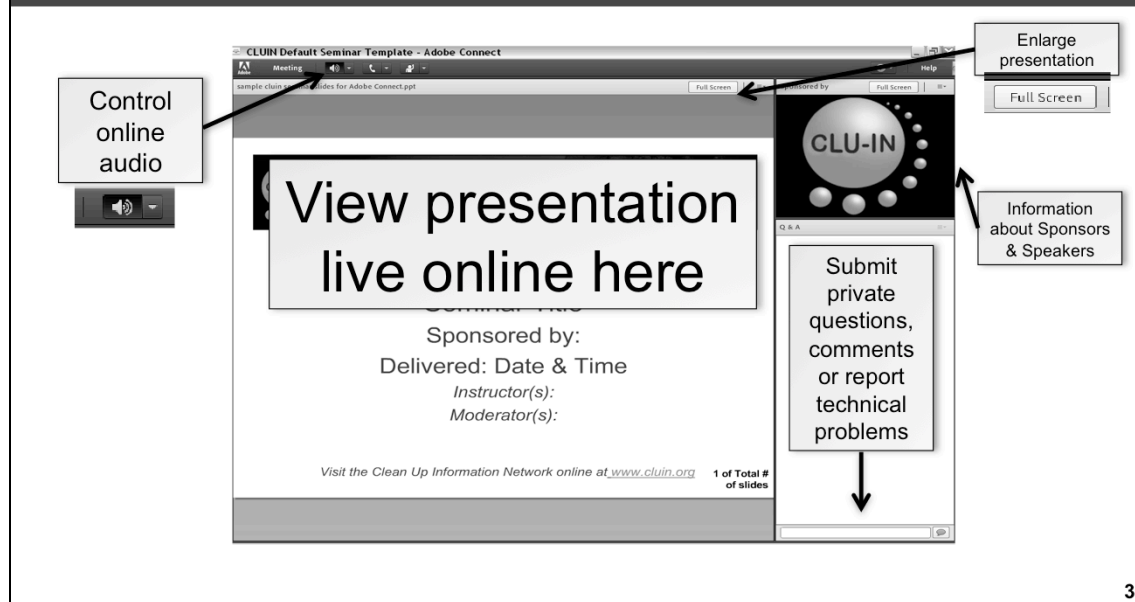 CLUIN Default Seminar Template - Adobe Connect
Adobe
Meeting
Help
sample cluin seminar slides for Adobe Connect.ppt
Full Screen
sponsored by
Full Screen
Control
online
audio
Enlarge
presentation
Full Screen
CLU-IN
View presentation
live online here
Seminar Title
Sponsored by:
Delivered: Date & Time
Instructor(s):
Moderator(s):
Visit the Clean Up Information Network online at www.cluin.org
1 of Total #
of slides
Information
about Sponsors
& Speakers
Q & A
Submit
private
questions,
comments
or report
technical
problems
3